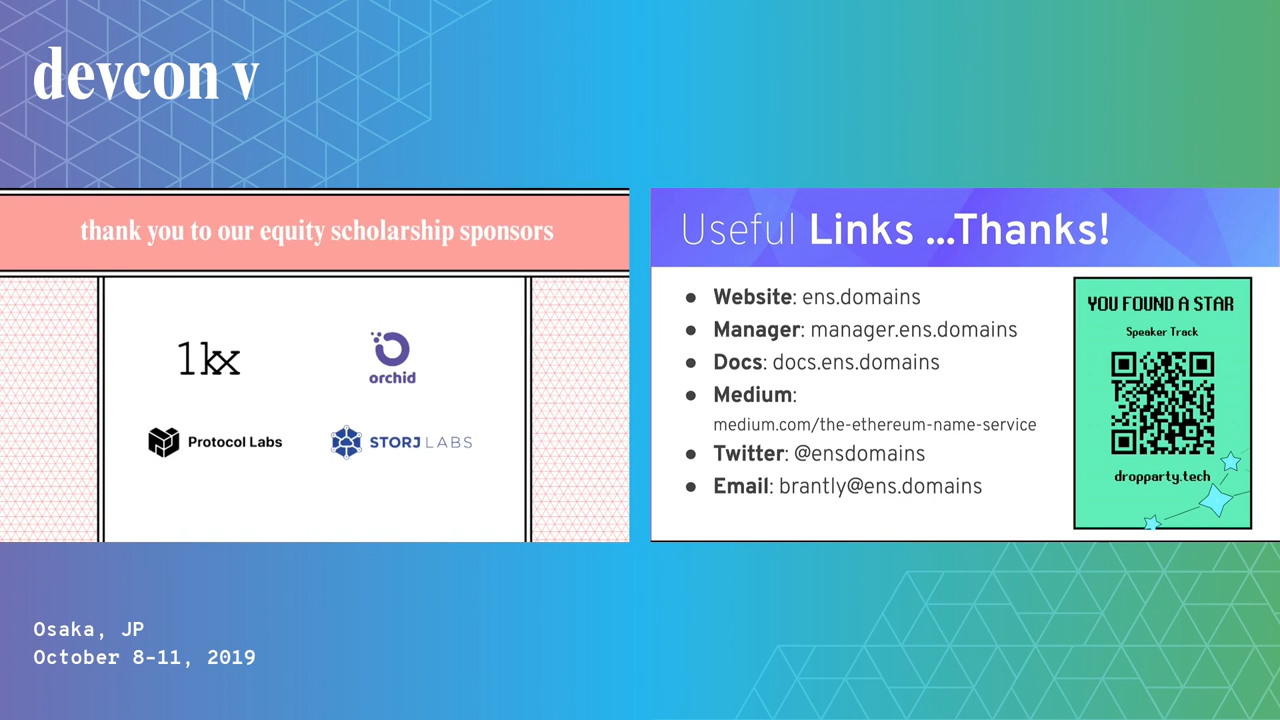 devcon v
thank you to our equity scholarship sponsors
1kx
orchid
Protocol Labs
STORJ LABS
Useful Links ...Thanks!
● Website: ens.domains
● Manager: manager.ens.domains
● Docs: docs.ens.domains
● Medium:
medium.com/the-ethereum-name-service
● Twitter: @ensdomains
● Email: brantly@ens.domains
YOU FOUND A STAR
Speaker Track
dropparty.tech
Osaka, JP
October 8-11, 2019